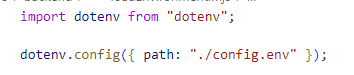 import dotenv from "dotenv";
dotenv.config({ path: "./config.env" });